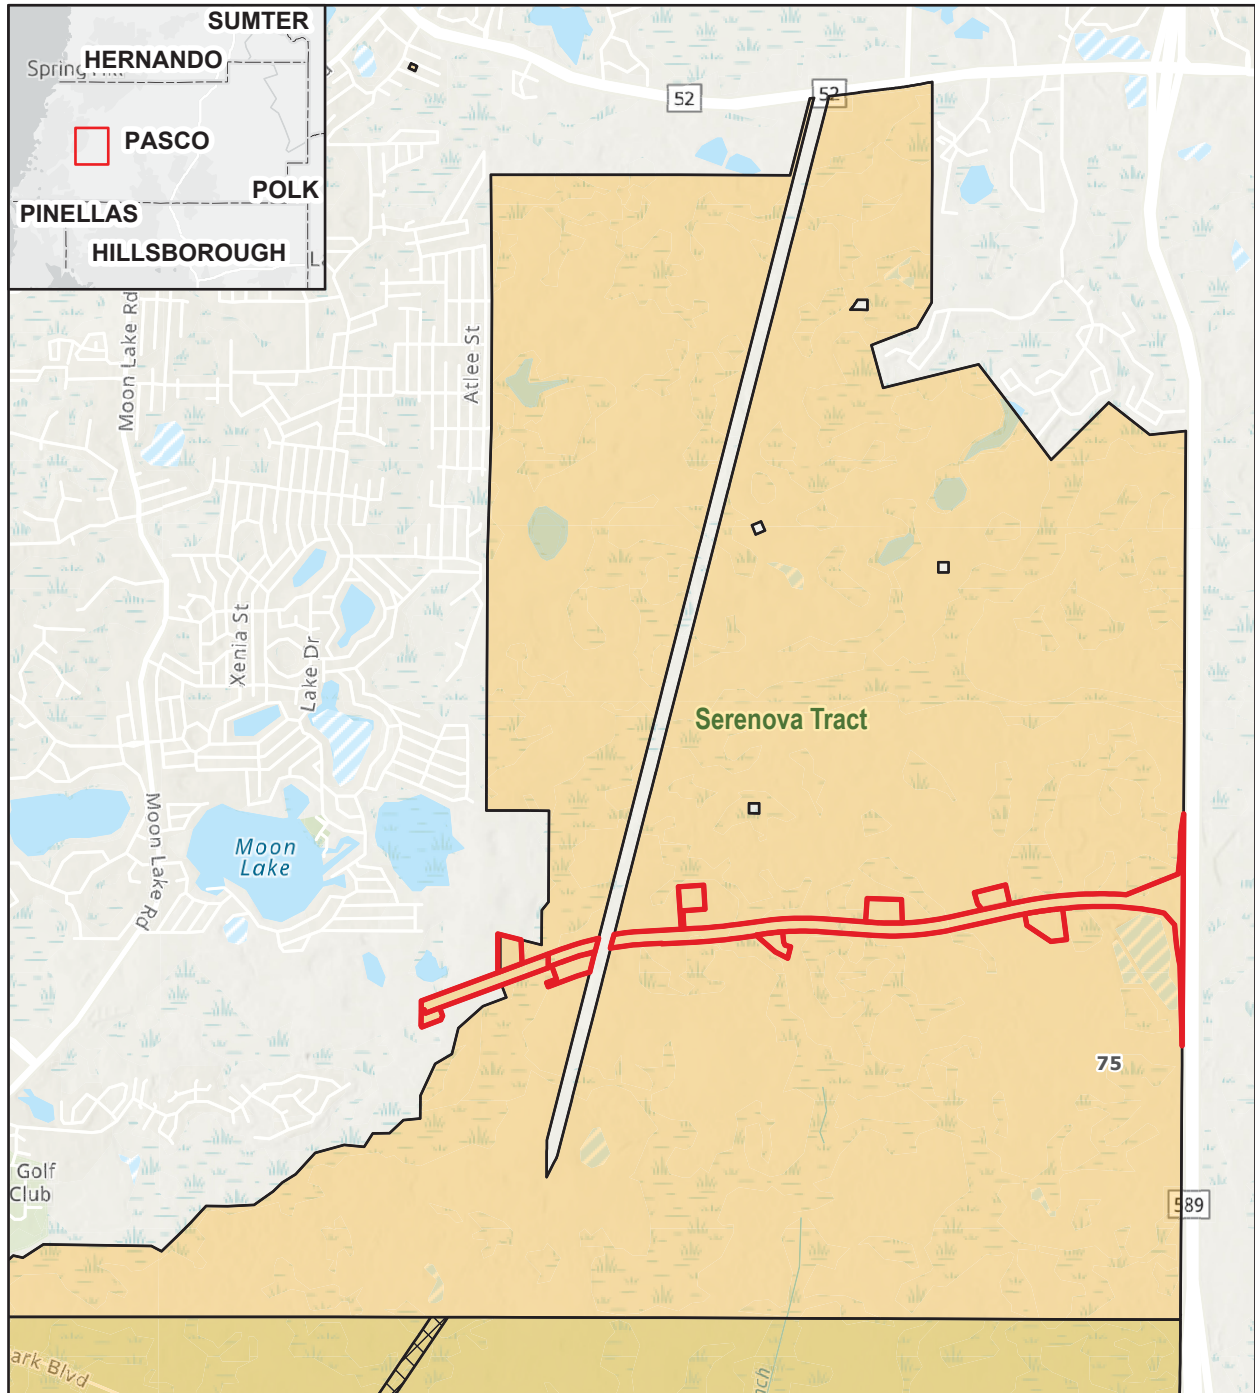 SUMTER
HERNANDO
PASCO
POLK
PINELLAS
HILLSBOROUGH
52
52
Moon Lake Rd
Atlee St
Xenia St
Lake Dr
Serenova Tract
Moon
Lake
Moon Lake Rd
75
Golf
Club
589
ark Blvd
nch